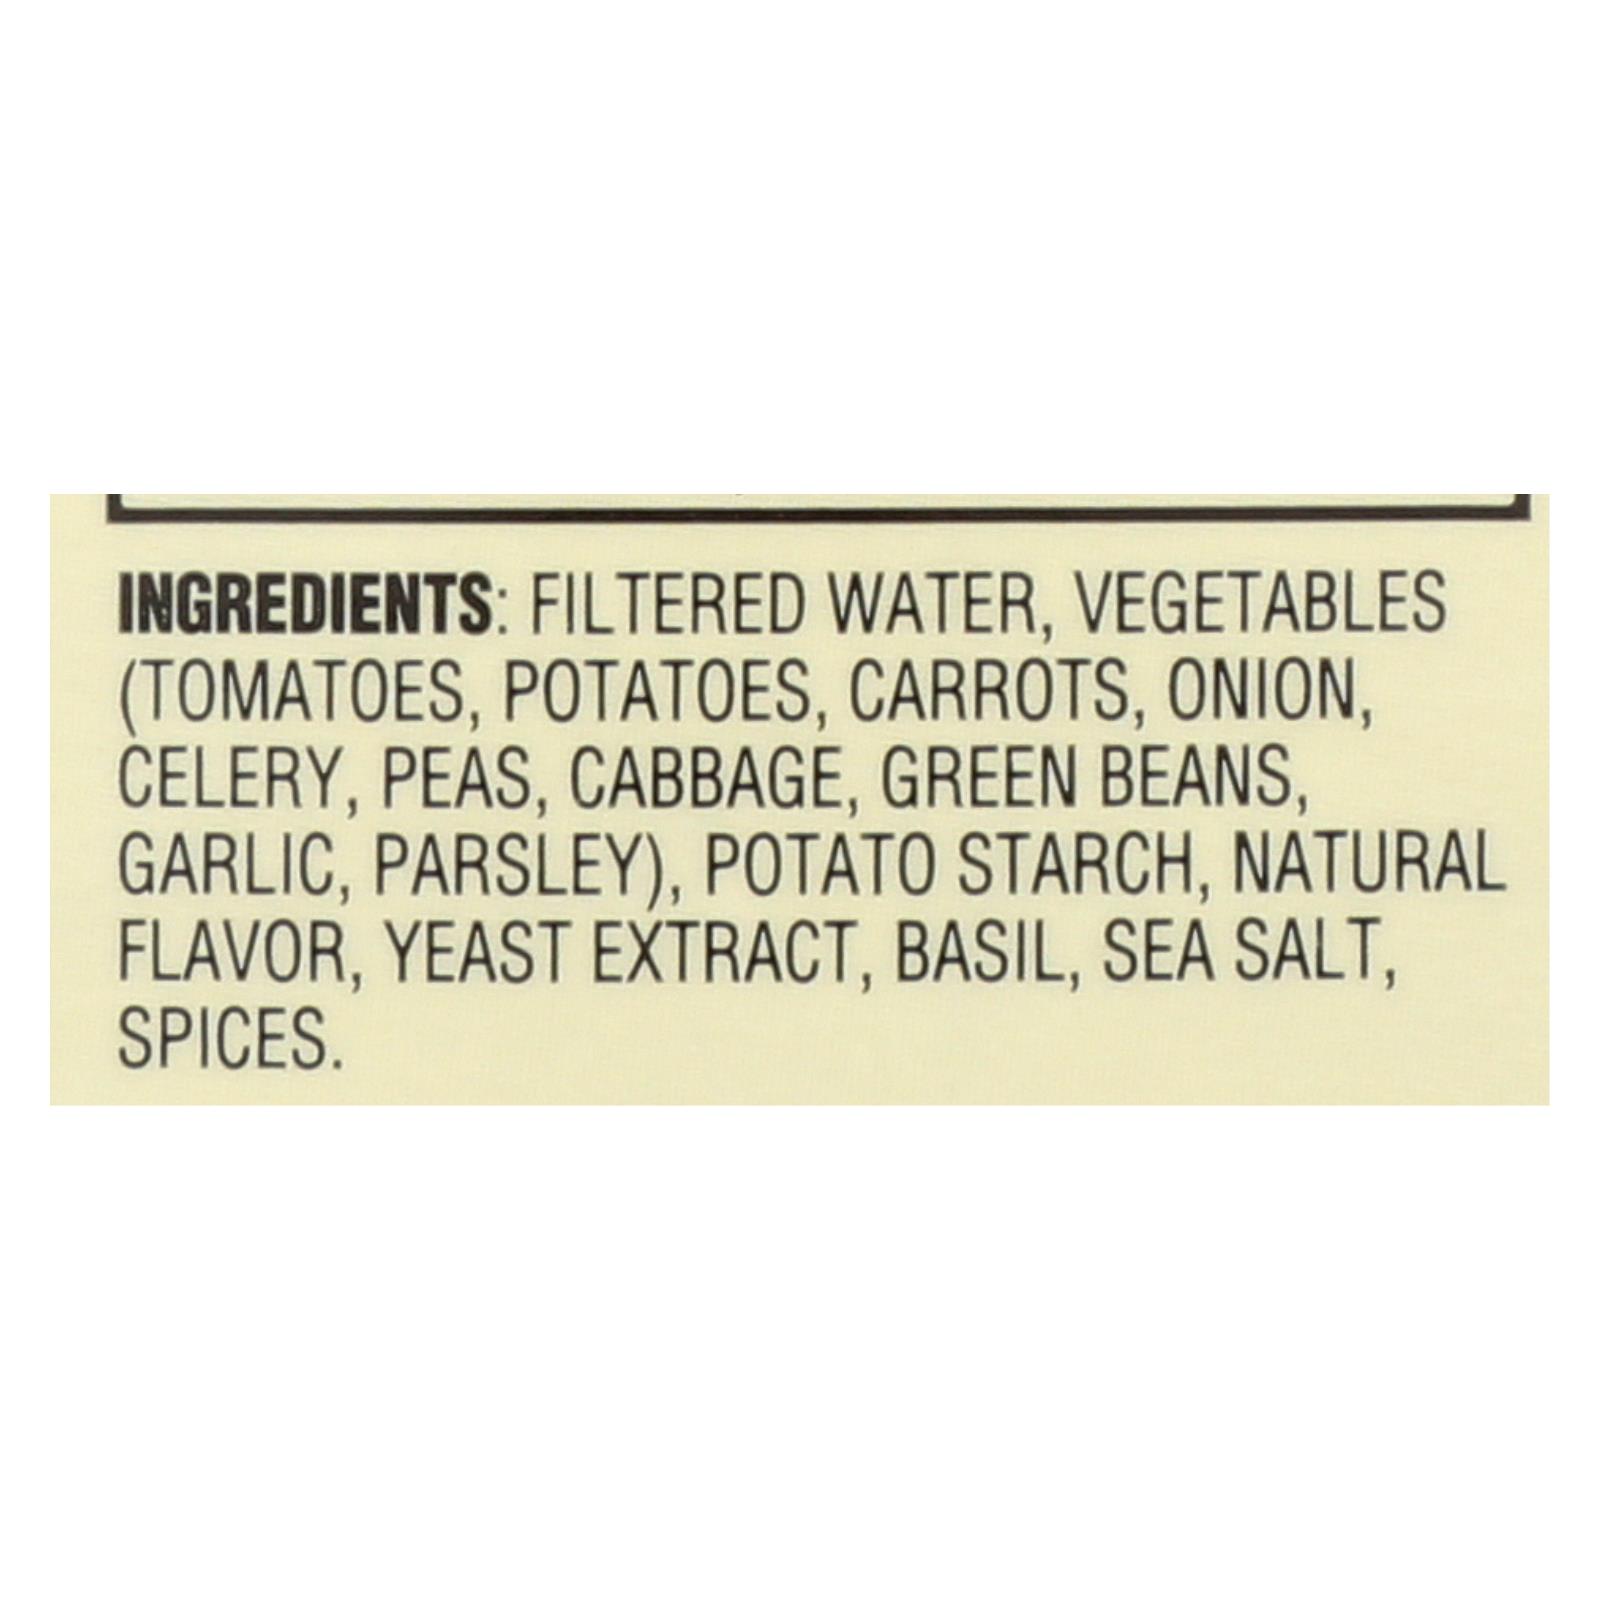 INGREDIENTS: FILTERED WATER, VEGETABLES
(TOMATOES, POTATOES, CARROTS, ONION,
CELERY, PEAS, CABBAGE, GREEN BEANS,
GARLIC, PARSLEY), POTATO STARCH, NATURAL
FLAVOR, YEAST EXTRACT, BASIL, SEA SALT,
SPICES.